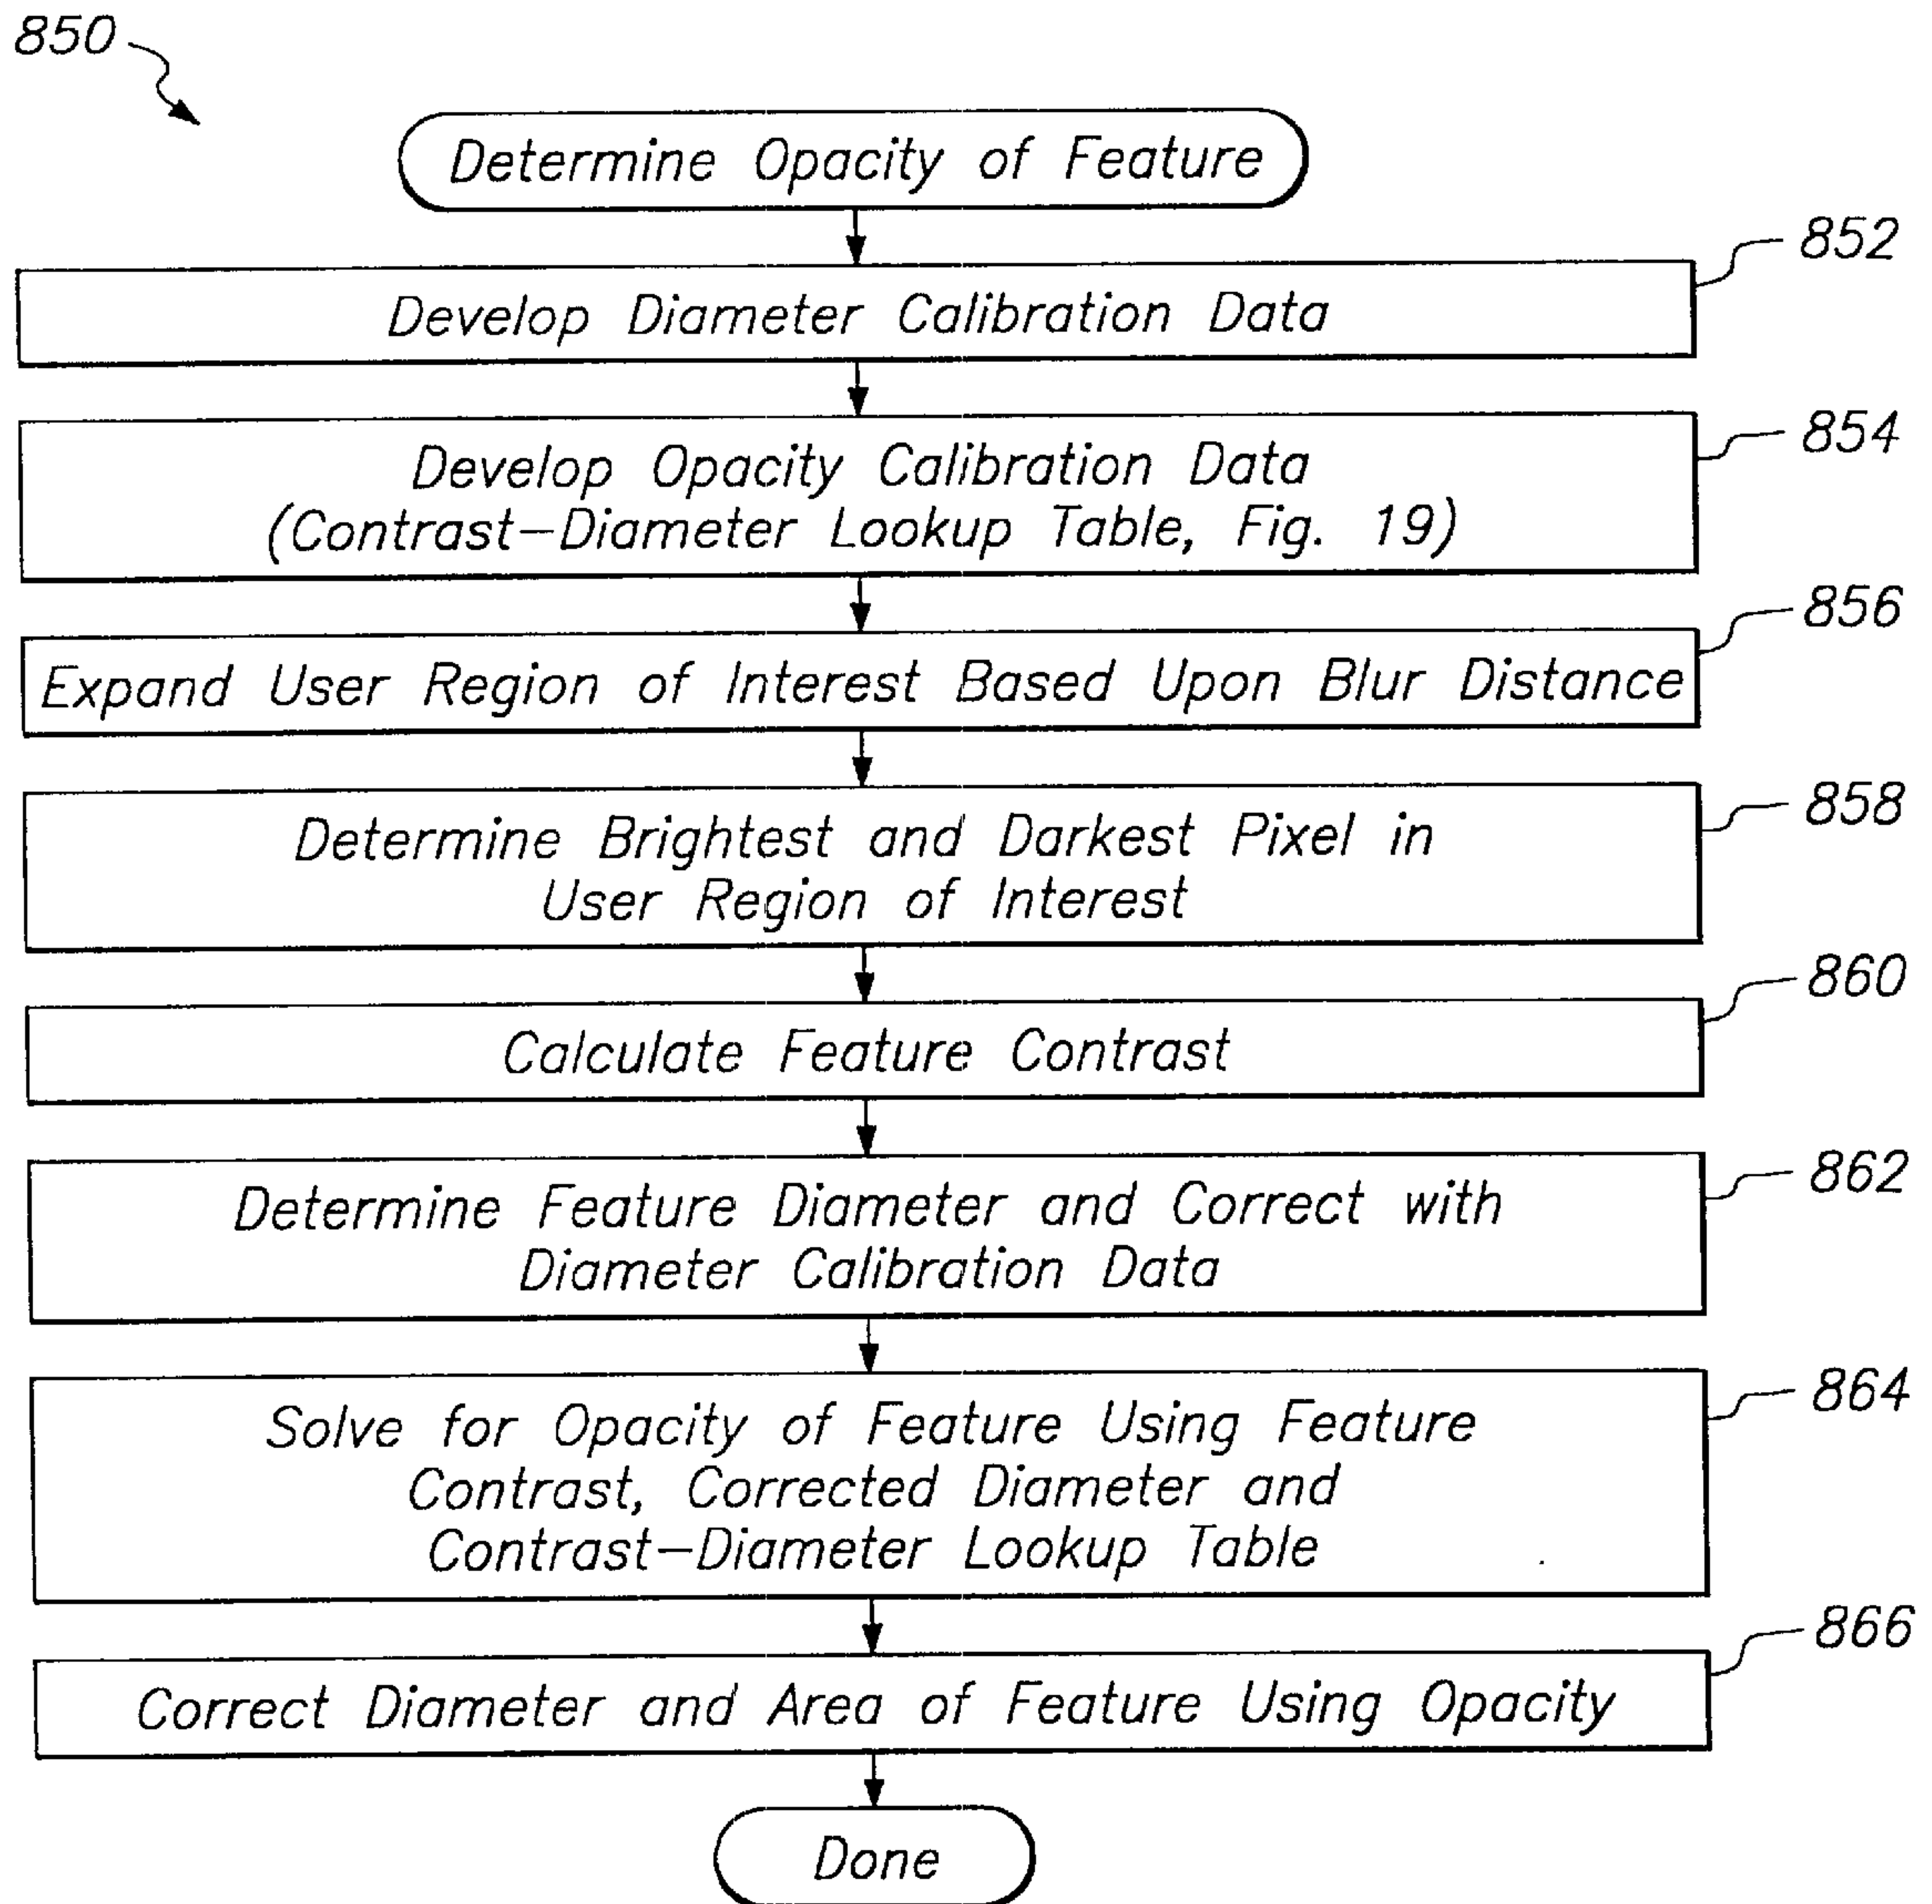 850
Determine Opacity of Feature
852
Develop Diameter Calibration Data
854
Develop Opacity Calibration Data
(Contrast–Diameter Lookup Table, Fig. 19)
856
Expand User Region of Interest Based Upon Blur Distance
858
Determine Brightest and Darkest Pixel in
User Region of Interest
860
Calculate Feature Contrast
862
Determine Feature Diameter and Correct with
Diameter Calibration Data
864
Solve for Opacity of Feature Using Feature
Contrast, Corrected Diameter and
Contrast–Diameter Lookup Table
866
Correct Diameter and Area of Feature Using Opacity
Done